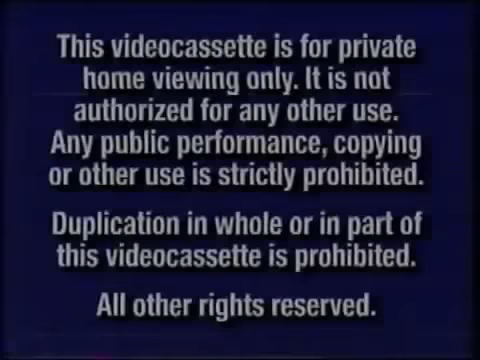 This videocassette is for private
home viewing only. It is not
authorized for any other use.
Any public performance, copying
or other use is strictly prohibited.
Duplication in whole or in part of
this videocassette is prohibited.
All other rights reserved.